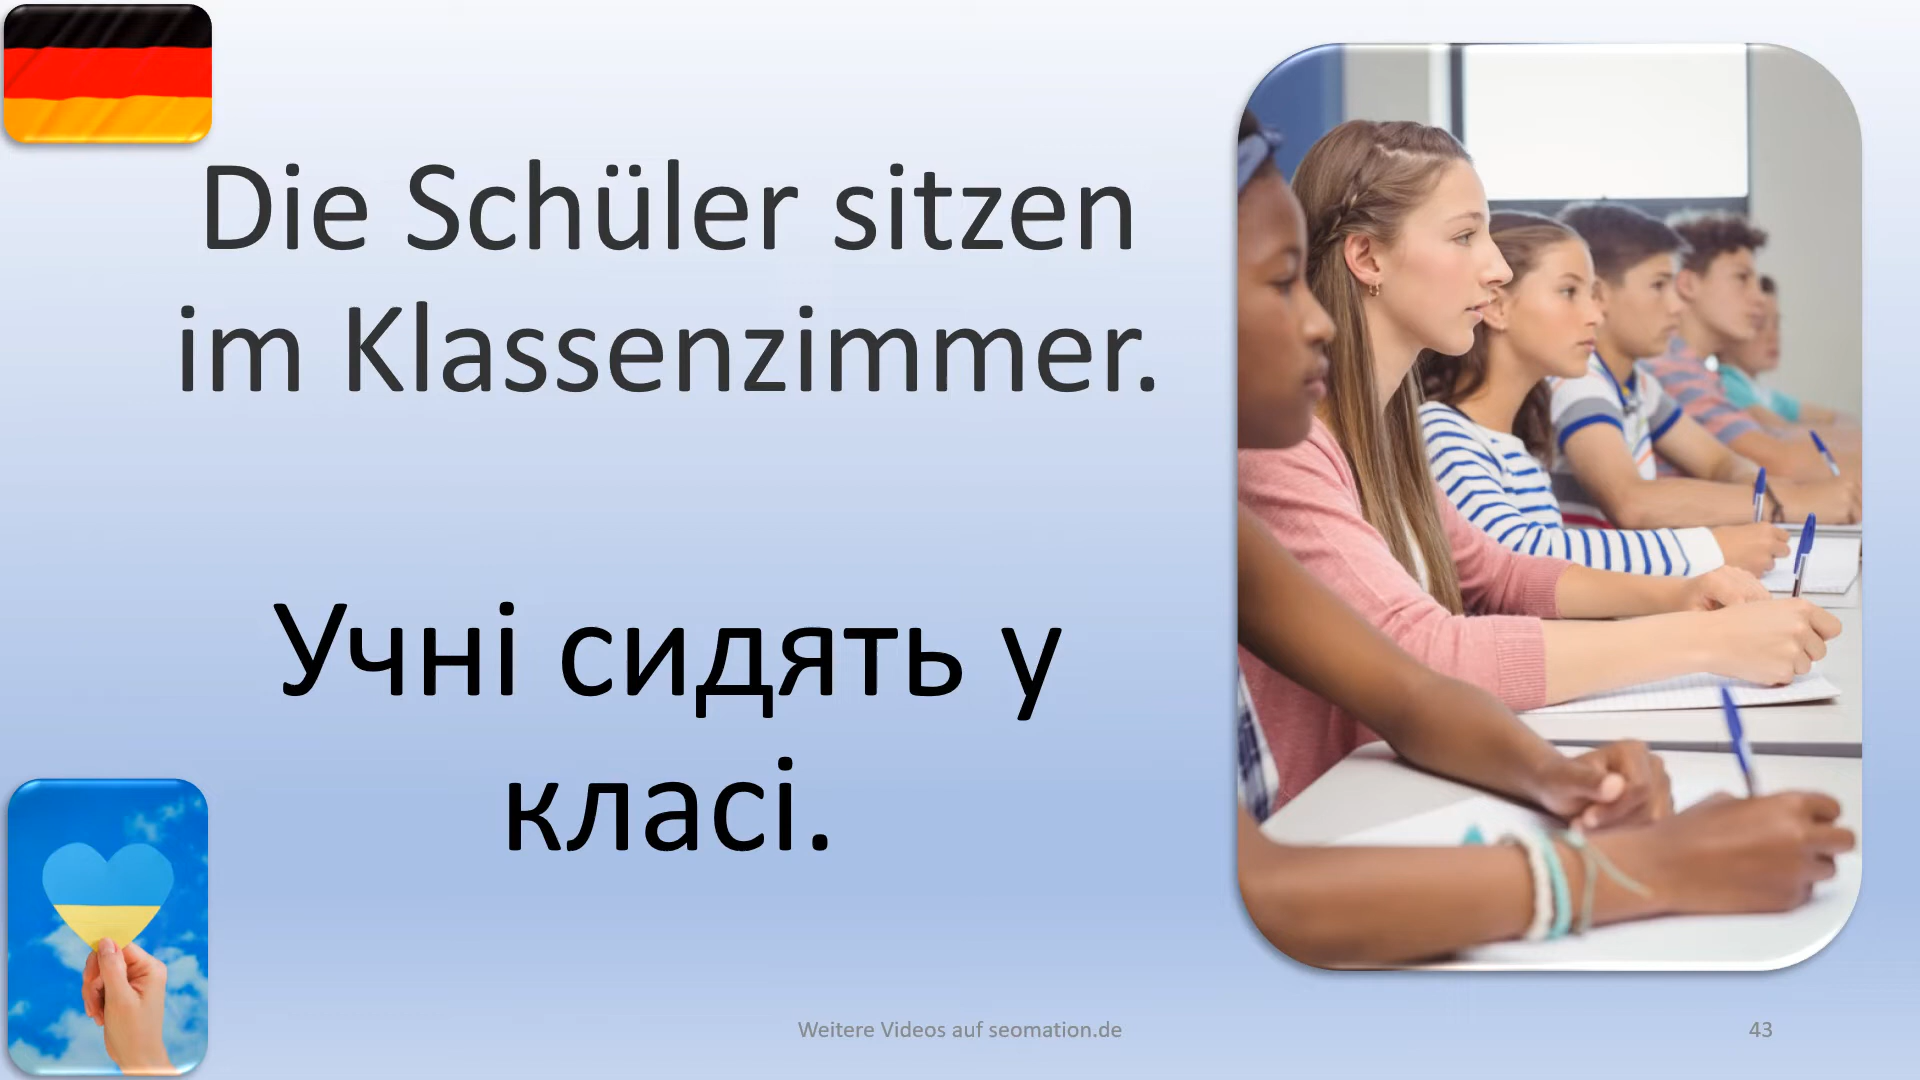 Die Schüler sitzen
im Klassenzimmer.
Учні сидять у
класі.
Weitere Videos auf seomation.de
43